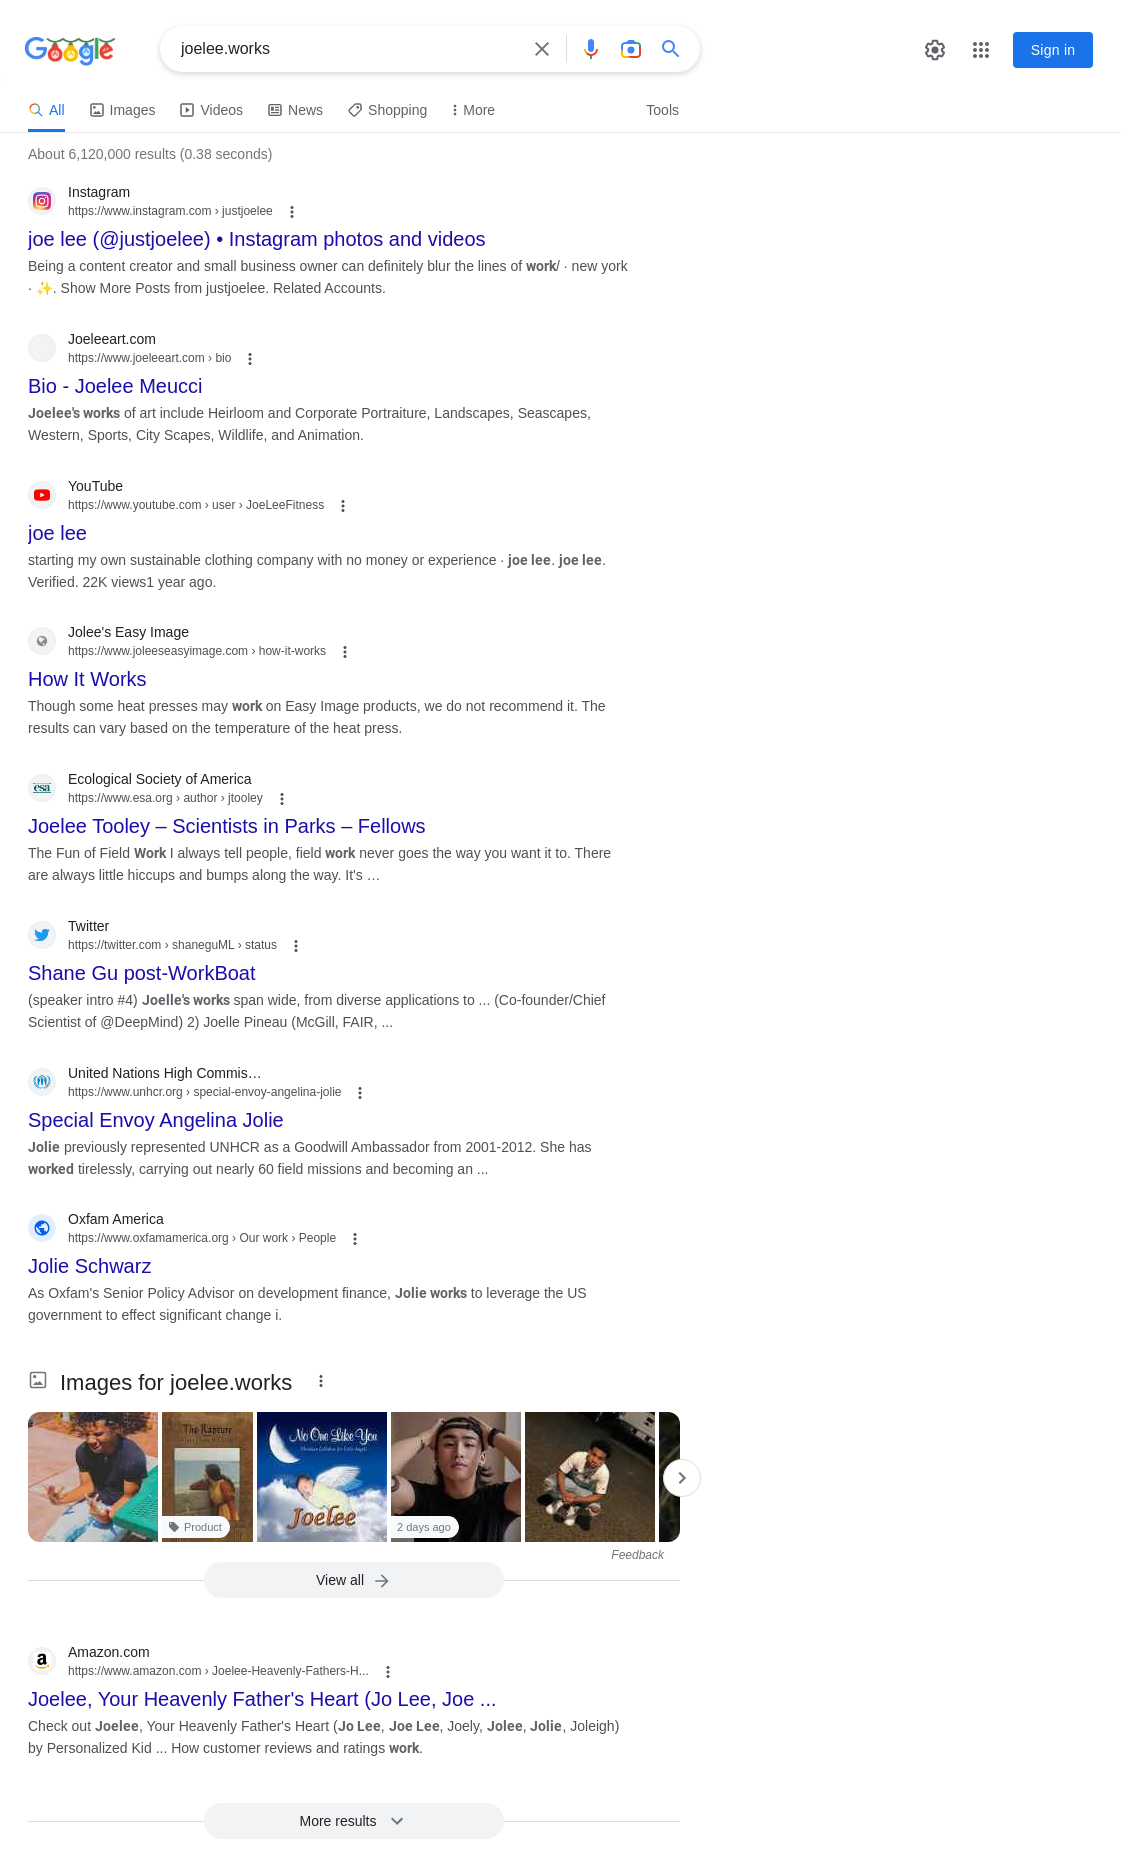 Google
joelee.works
Sign in
All
Images
Videos
News
Shopping
More
Tools
About 6,120,000 results (0.38 seconds)
Instagram
https://www.instagram.com › justjoelee
joe lee (@justjoelee) • Instagram photos and videos
Being a content creator and small business owner can definitely blur the lines of work/ · new york
· ✨. Show More Posts from justjoelee. Related Accounts.
Joeleeart.com
https://www.joeleeart.com › bio
Bio - Joelee Meucci
Joelee's works of art include Heirloom and Corporate Portraiture, Landscapes, Seascapes,
Western, Sports, City Scapes, Wildlife, and Animation.
YouTube
https://www.youtube.com › user › JoeLeeFitness
joe lee
starting my own sustainable clothing company with no money or experience · joe lee. joe lee.
Verified. 22K views1 year ago.
Jolee's Easy Image
https://www.joleeseasyimage.com › how-it-works
How It Works
Though some heat presses may work on Easy Image products, we do not recommend it. The
results can vary based on the temperature of the heat press.
esa
Ecological Society of America
https://www.esa.org › author › jtooley
Joelee Tooley – Scientists in Parks – Fellows
The Fun of Field Work I always tell people, field work never goes the way you want it to. There
are always little hiccups and bumps along the way. It's …
Twitter
https://twitter.com › shaneguML › status
Shane Gu post-WorkBoat
(speaker intro #4) Joelle's works span wide, from diverse applications to ... (Co-founder/Chief
Scientist of @DeepMind) 2) Joelle Pineau (McGill, FAIR, ...
United Nations High Commis…
https://www.unhcr.org › special-envoy-angelina-jolie
Special Envoy Angelina Jolie
Jolie previously represented UNHCR as a Goodwill Ambassador from 2001-2012. She has
worked tirelessly, carrying out nearly 60 field missions and becoming an ...
Oxfam America
https://www.oxfamamerica.org › Our work › People
Jolie Schwarz
As Oxfam's Senior Policy Advisor on development finance, Jolie works to leverage the US
government to effect significant change i.
Images for joelee.works
The Rapture
No One Like You
Christian Lullabies for Little Angels
Joelee
Product
2 days ago
Feedback
View all
a
Amazon.com
https://www.amazon.com › Joelee-Heavenly-Fathers-H...
Joelee, Your Heavenly Father's Heart (Jo Lee, Joe ...
Check out Joelee, Your Heavenly Father's Heart (Jo Lee, Joe Lee, Joely, Jolee, Jolie, Joleigh)
by Personalized Kid ... How customer reviews and ratings work.
More results